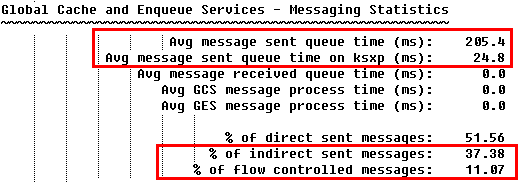 Global Cache and Enqueue Services - Messaging Statistics
~~~~~~~~~~~~~~~~~~~~~~~~~~~~~~~~~~~~~~~~~~~~~~~~~~~~~~~~
Avg message sent queue time (ms): 205.4
Avg message sent queue time on ksxp (ms): 24.8
Avg message received queue time (ms): 0.0
Avg GCS message process time (ms): 0.0
Avg GES message process time (ms): 0.0
% of direct sent messages: 51.56
% of indirect sent messages: 37.38
% of flow controlled messages: 11.07